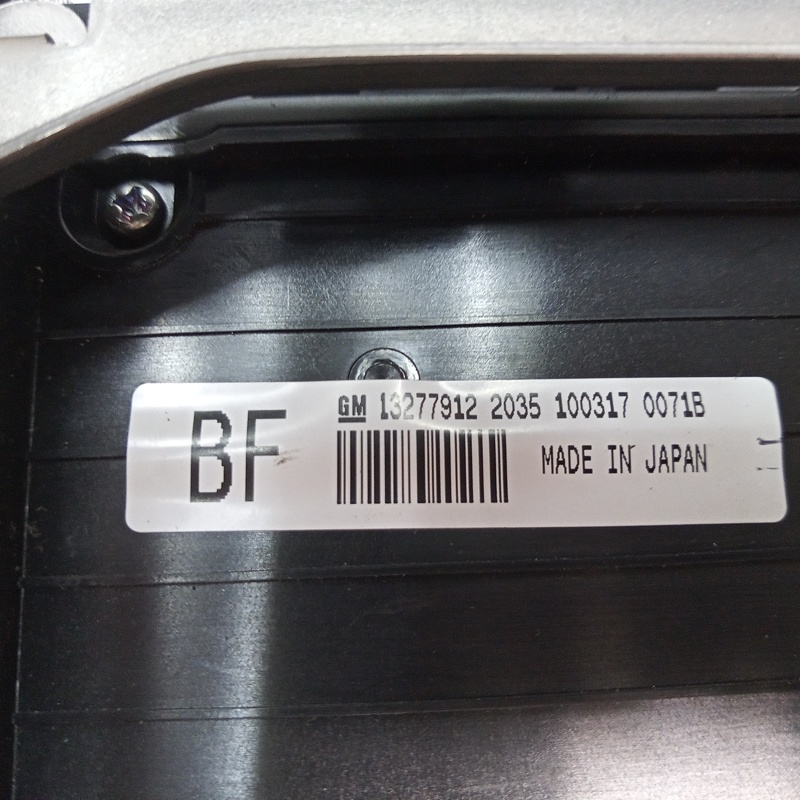 BF
GM 13277912 2035 100317 0071B
MADE IN JAPAN